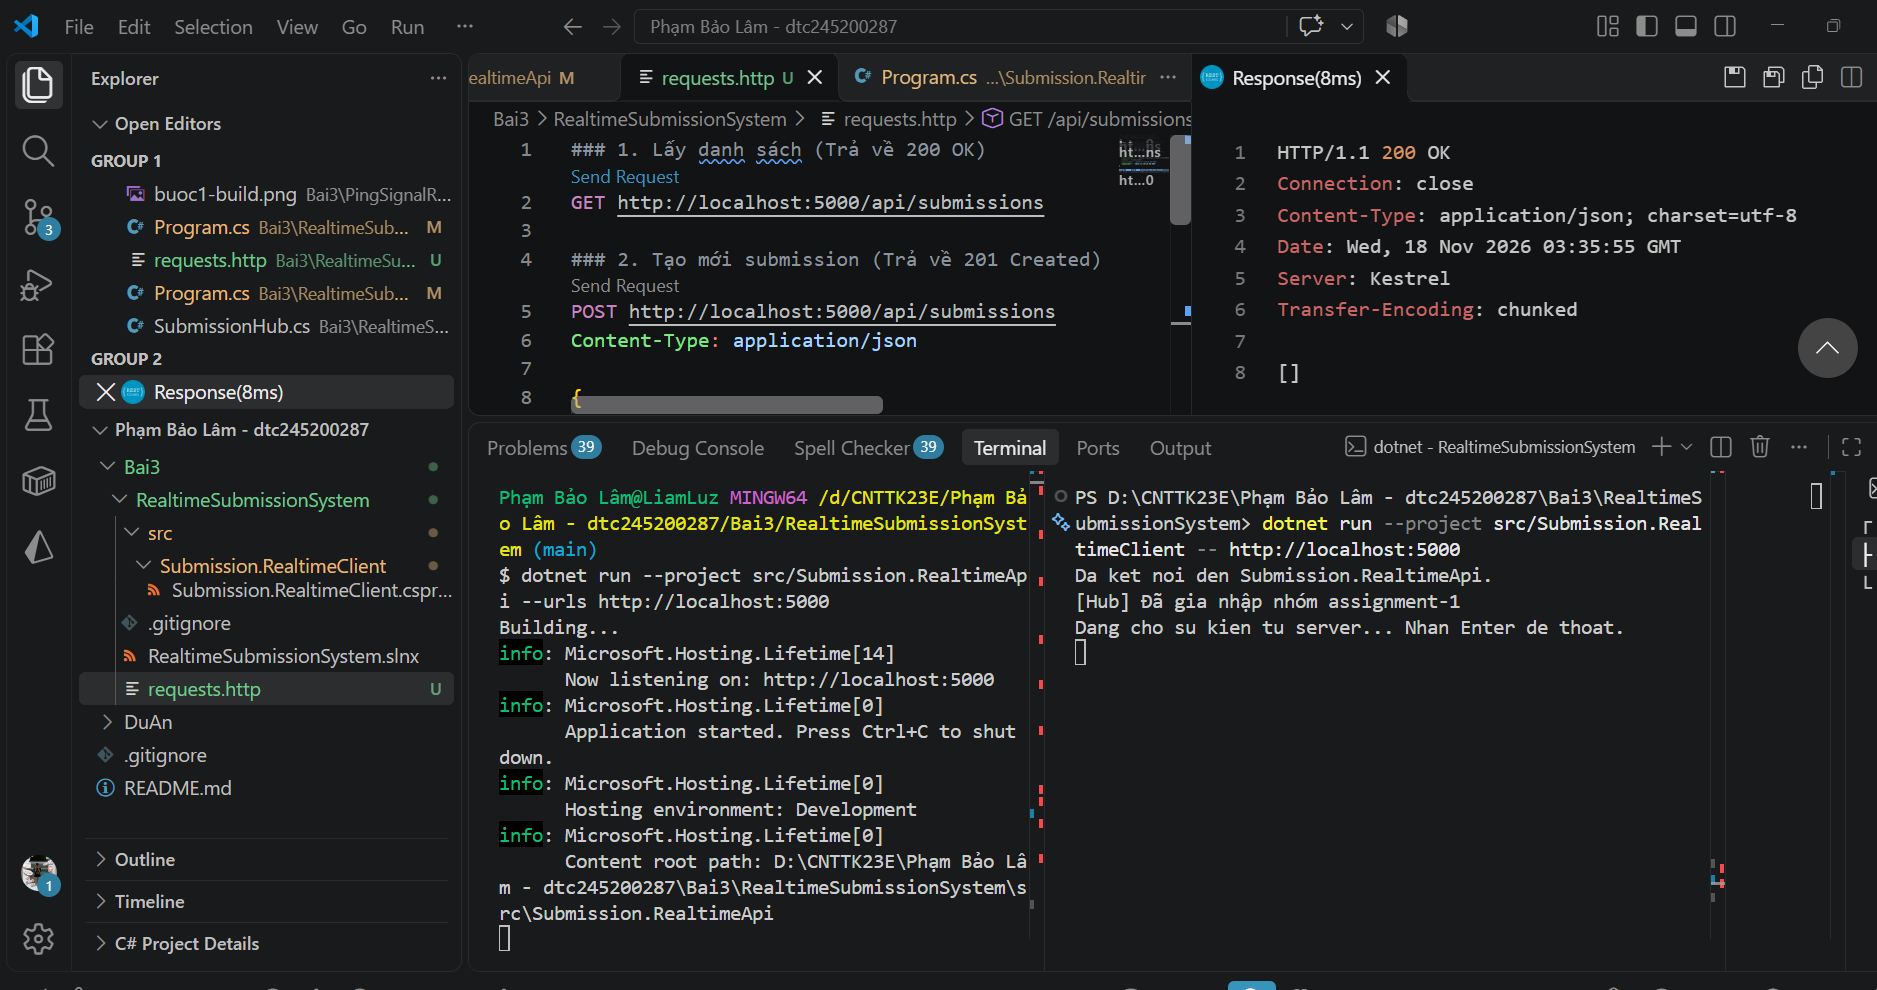 File Edit Selection View Go Run ···
Phạm Bảo Lâm - dtc245200287
Explorer ···
Open Editors
GROUP 1
buoc1-build.png Bai3\PingSignalR...
Program.cs Bai3\RealtimeSub... M
requests.http Bai3\RealtimeSu... U
Program.cs Bai3\RealtimeSub... M
SubmissionHub.cs Bai3\RealtimeS...
GROUP 2
Response(8ms)
Phạm Bảo Lâm - dtc245200287
Bai3
RealtimeSubmissionSystem
src
Submission.RealtimeClient
Submission.RealtimeClient.cspr...
.gitignore
RealtimeSubmissionSystem.slnx
requests.http U
DuAn
.gitignore
README.md
Outline
Timeline
C# Project Details
3
1
ealtimeApi M
requests.http U
Program.cs ...\Submission.Realtir ···
Bai3 > RealtimeSubmissionSystem > requests.http > GET /api/submissions
1 ### 1. Lấy danh sách (Trả về 200 OK)
Send Request
2 GET http://localhost:5000/api/submissions
3
4 ### 2. Tạo mới submission (Trả về 201 Created)
Send Request
5 POST http://localhost:5000/api/submissions
6 Content-Type: application/json
7
8 {
ht...ns
ht...0
Response(8ms)
1 HTTP/1.1 200 OK
2 Connection: close
3 Content-Type: application/json; charset=utf-8
4 Date: Wed, 18 Nov 2026 03:35:55 GMT
5 Server: Kestrel
6 Transfer-Encoding: chunked
7
8 []
Problems 39 Debug Console Spell Checker 39 Terminal Ports Output
dotnet - RealtimeSubmissionSystem
Phạm Bảo Lâm@LiamLuz MINGW64 /d/CNTTK23E/Phạm Bả
o Lâm - dtc245200287/Bai3/RealtimeSubmissionSyst
em (main)
$ dotnet run --project src/Submission.RealtimeAp
i --urls http://localhost:5000
Building...
info: Microsoft.Hosting.Lifetime[14]
Now listening on: http://localhost:5000
info: Microsoft.Hosting.Lifetime[0]
Application started. Press Ctrl+C to shut
down.
info: Microsoft.Hosting.Lifetime[0]
Hosting environment: Development
info: Microsoft.Hosting.Lifetime[0]
Content root path: D:\CNTTK23E\Phạm Bảo Lâ
m - dtc245200287\Bai3\RealtimeSubmissionSystem\s
rc\Submission.RealtimeApi
PS D:\CNTTK23E\Phạm Bảo Lâm - dtc245200287\Bai3\RealtimeS
ubmissionSystem> dotnet run --project src/Submission.Real
timeClient -- http://localhost:5000
Da ket noi den Submission.RealtimeApi.
[Hub] Đã gia nhập nhóm assignment-1
Dang cho su kien tu server... Nhan Enter de thoat.